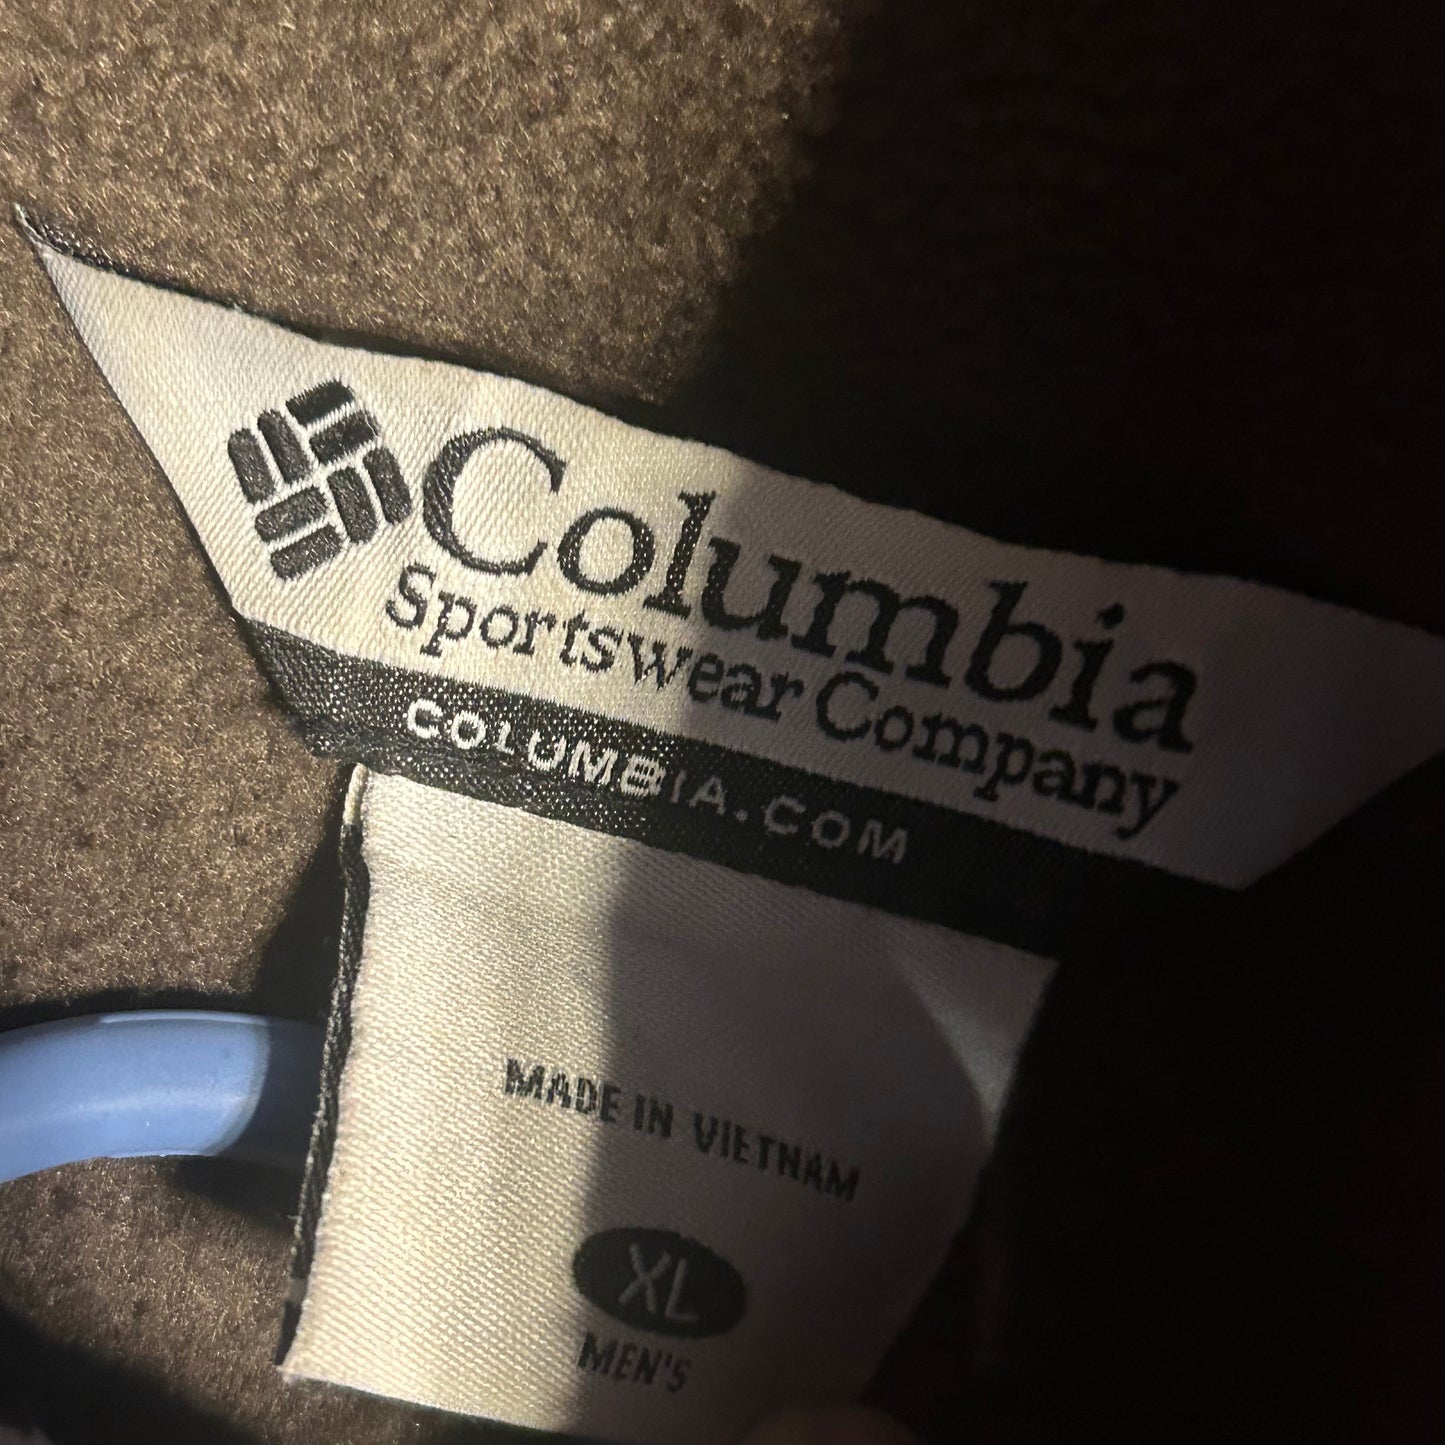 Columbia
Sportswear Company
COLUMBIA.COM
MADE IN VIETNAM
XL
MEN'S